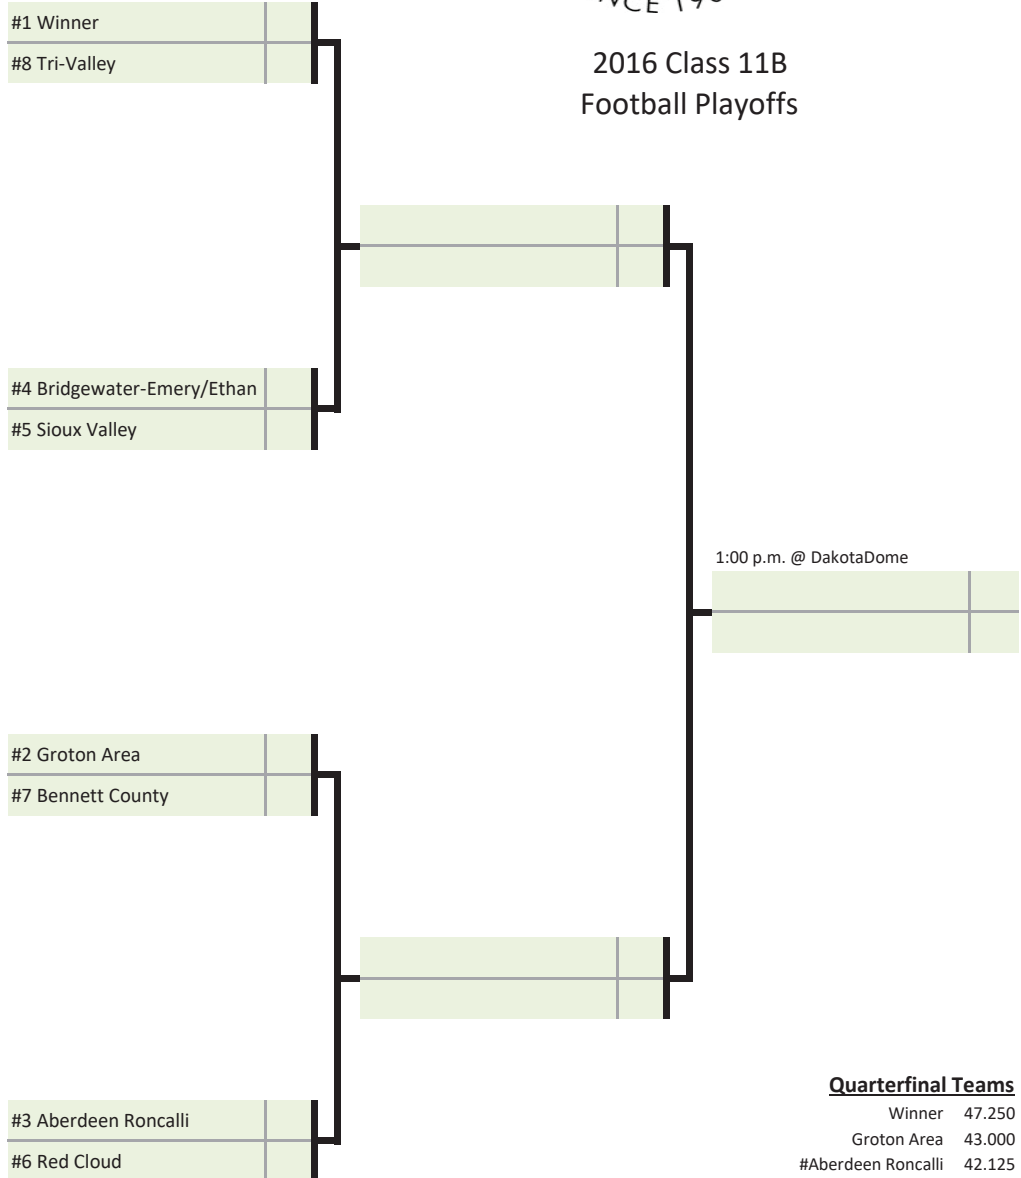 #1 Winner
#8 Tri-Valley
2016 Class 11B
Football Playoffs
#4 Bridgewater-Emery/Ethan
#5 Sioux Valley
1:00 p.m. @ DakotaDome
#2 Groton Area
#7 Bennett County
#3 Aberdeen Roncalli
#6 Red Cloud
Quarterfinal Teams
Winner 47.250
Groton Area 43.000
#Aberdeen Roncalli 42.125